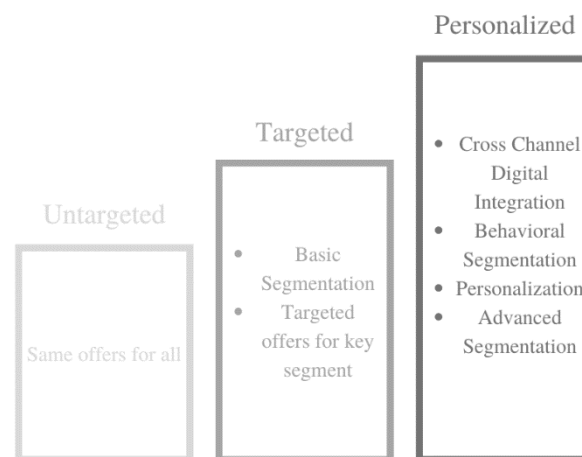 Untargeted
Same offers for all
Targeted
• Basic
Segmentation
• Targeted
offers for key
segment
Personalized
• Cross Channel
Digital
Integration
• Behavioral
Segmentation
• Personalization
• Advanced
Segmentation